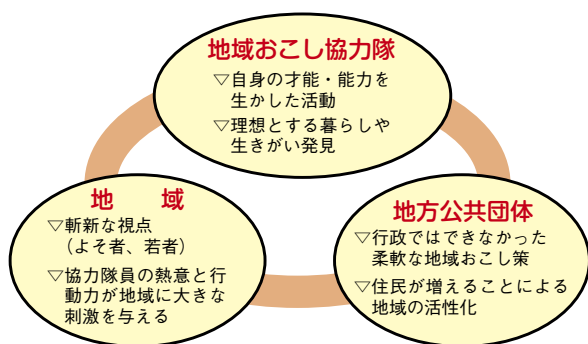 地域おこし協力隊
▽自身の才能・能力を
生かした活動
▽理想とする暮らしや
生きがい発見
地　域
▽斬新な視点
（よそ者、若者）
▽協力隊員の熱意と行
動力が地域に大きな
刺激を与える
地方公共団体
▽行政ではできなかった
柔軟な地域おこし策
▽住民が増えることによる
地域の活性化